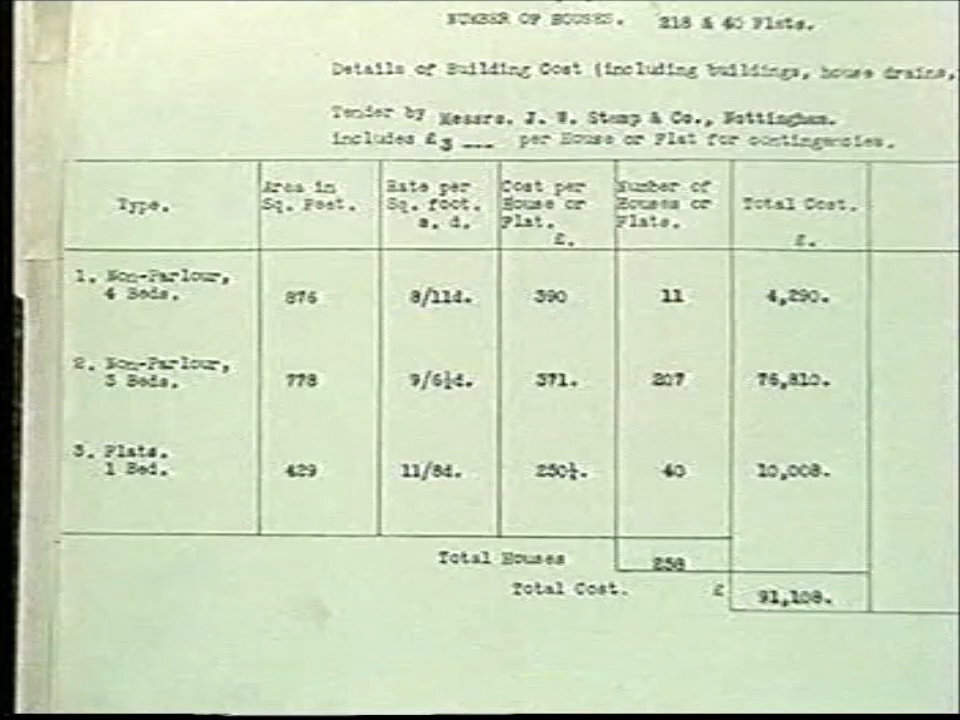 NUMBER OF HOUSES. 218 & 40 Flats.
Details of Building Cost (including buildings, house drains,
Tender by Messrs. J. W. Stamp & Co., Nottingham.
includes £3 --- per House or Flat for contingencies.
Type. Area in Sq. Feet. Rate per Sq. foot. s. d. Cost per House or Flat. £. Number of Houses or Flats. Total Cost. £.
1. Non-Parlour,
4 Beds. 876 8/11d. 390 11 4,290.
2. Non-Parlour,
3 Beds. 778 9/6½d. 371. 207 76,810.
3. Flats.
1 Bed. 429 11/8d. 250¼. 40 10,008.
Total Houses 258
Total Cost. £ 91,108.